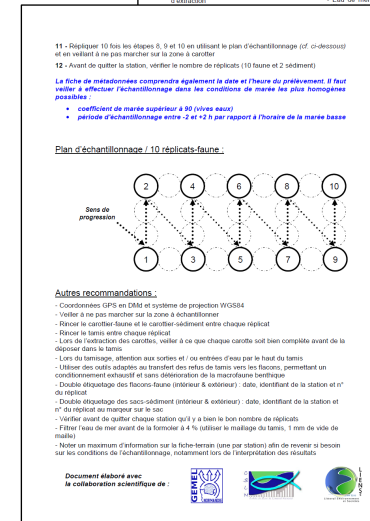 d'extraction
- Eau de mer
11 - Répliquer 10 fois les étapes 8, 9 et 10 en utilisant le plan d'échantillonnage (cf. ci-dessous)
et en veillant à ne pas marcher sur la zone à carotter
12 - Avant de quitter la station, vérifier le nombre de réplicats (10 faune et 2 sédiment)
La fiche de métadonnées comprendra également la date et l'heure du prélèvement. Il faut
veiller à effectuer l'échantillonnage dans les conditions de marée les plus homogènes
possibles :
• coefficient de marée supérieur à 90 (vives eaux)
• période d'échantillonnage entre -2 et +2 h par rapport à l'horaire de la marée basse
Plan d'échantillonnage / 10 réplicats-faune :
2 4 6 8 10
Sens de
progression
1 3 5 7 9
Autres recommandations :
- Coordonnées GPS en DMd et système de projection WGS84
- Veiller à ne pas marcher sur la zone à échantillonner
- Rincer le carottier-faune et le carottier-sédiment entre chaque réplicat
- Rincer le tamis entre chaque réplicat
- Lors de l'extraction des carottes, veiller à ce que chaque carotte soit bien complète avant de la
déposer dans le tamis
- Lors du tamisage, attention aux sorties et / ou entrées d'eau par le haut du tamis
- Utiliser des outils adaptés au transfert des refus de tamis vers les flacons, permettant un
conditionnement exhaustif et sans détérioration de la macrofaune benthique
- Double étiquetage des flacons-faune (intérieur & extérieur) : date, identifiant de la station et n°
du réplicat
- Double étiquetage des sacs-sédiment (intérieur & extérieur) : date, identifiant de la station et
n° du réplicat au marqueur sur le sac
- Vérifier avant de quitter chaque station qu'il y a bien le bon nombre de réplicats
- Filtrer l'eau de mer avant de la formoler à 4 % (utiliser le maillage du tamis, 1 mm de vide de
maille)
- Noter un maximum d'information sur la fiche-terrain (une par station) afin de revenir si besoin
sur les conditions de l'échantillonnage, notamment lors de l'interprétation des résultats
Document élaboré avec
la collaboration scientifique de :
GEMEL
NORMANDIE